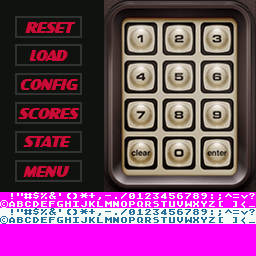 RESET
LOAD
CONFIG
SCORES
STATE
MENU
1 2 3
4 5 6
7 8 9
clear 0 enter
!"#$%&'()*+,-./0123456789:;^=v?
©ABCDEFGHIJKLMNOPQRSTUVWXYZ[ ](_
!"#$%&'()*+,-./0123456789:;^=v?
©ABCDEFGHIJKLMNOPQRSTUVWXYZ[ ](_